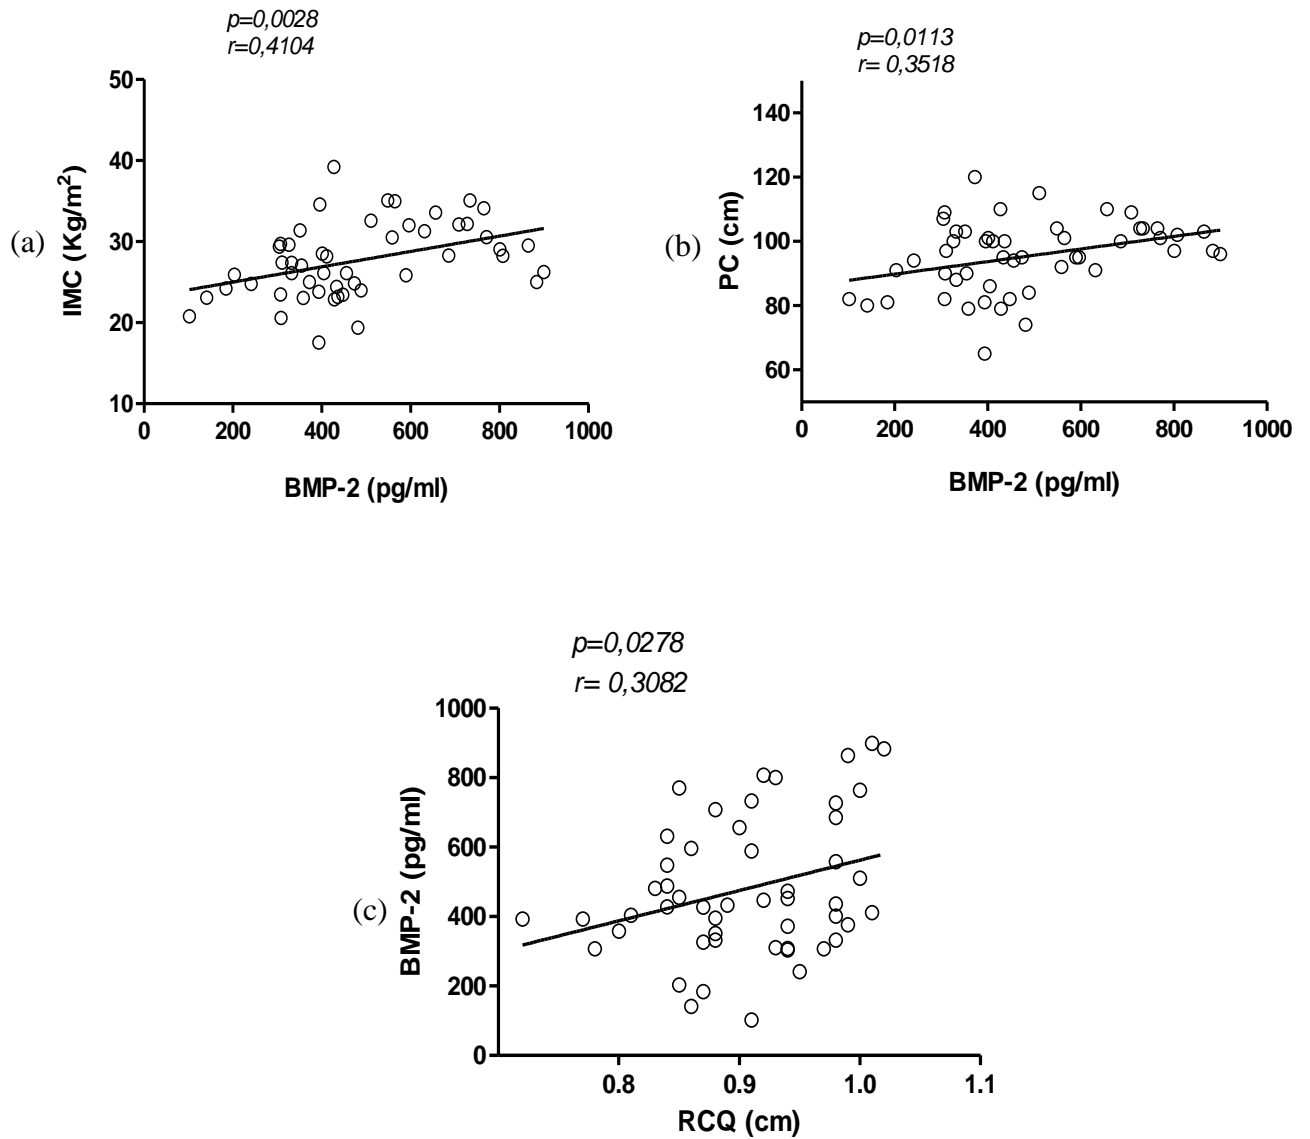 p=0,0028
r=0,4104
50
40
30
20
10
IMC (Kg/m²)
(a)
0 200 400 600 800 1000
BMP-2 (pg/ml)
p=0,0113
r= 0,3518
140
120
100
80
60
PC (cm)
(b)
0 200 400 600 800 1000
BMP-2 (pg/ml)
p=0,0278
r= 0,3082
1000
800
600
400
200
0
BMP-2 (pg/ml)
(c)
0.8 0.9 1.0 1.1
RCQ (cm)